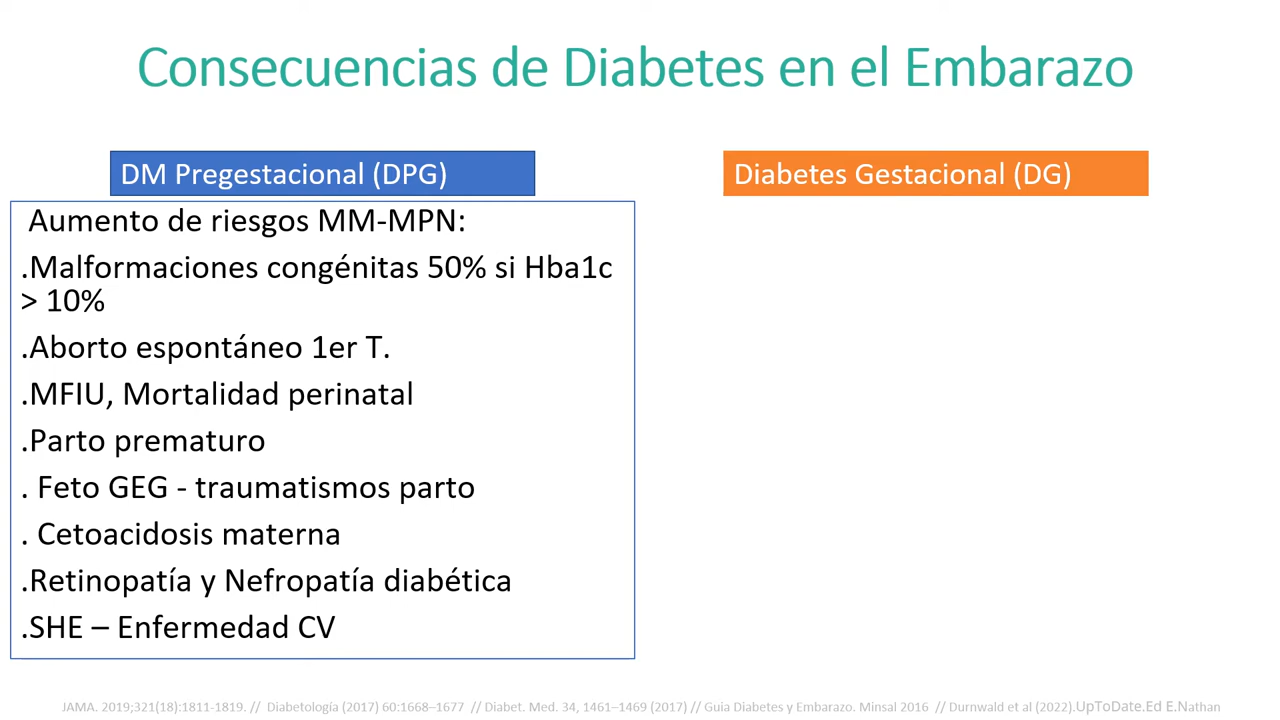 Consecuencias de Diabetes en el Embarazo
DM Pregestacional (DPG)
Aumento de riesgos MM-MPN:
.Malformaciones congénitas 50% si Hba1c
> 10%
.Aborto espontáneo 1er T.
.MFIU, Mortalidad perinatal
.Parto prematuro
. Feto GEG - traumatismos parto
. Cetoacidosis materna
.Retinopatía y Nefropatía diabética
.SHE – Enfermedad CV
Diabetes Gestacional (DG)
JAMA. 2019;321(18):1811-1819. // Diabetología (2017) 60:1668–1677 // Diabet. Med. 34, 1461–1469 (2017) // Guia Diabetes y Embarazo. Minsal 2016 // Durnwald et al (2022).UpToDate.Ed E.Nathan